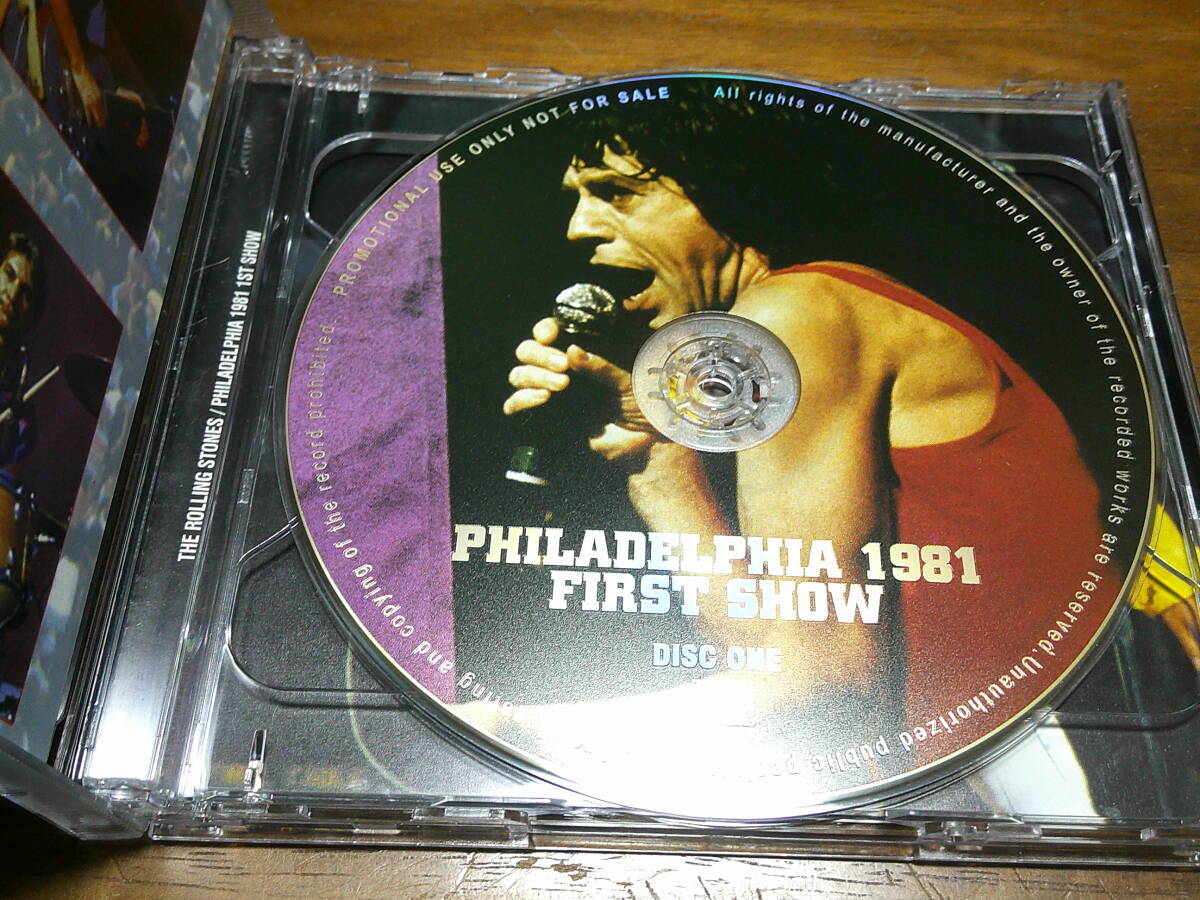 THE ROLLING STONES / PHILADELPHIA 1981 1ST SHOW
PROMOTIONAL USE ONLY NOT FOR SALE
All rights of the manufacturer and the owner of the recorded works are reserved. Unauthorized public
and copying of the record prohibited.
PHILADELPHIA 1981
FIRST SHOW
DISC ONE